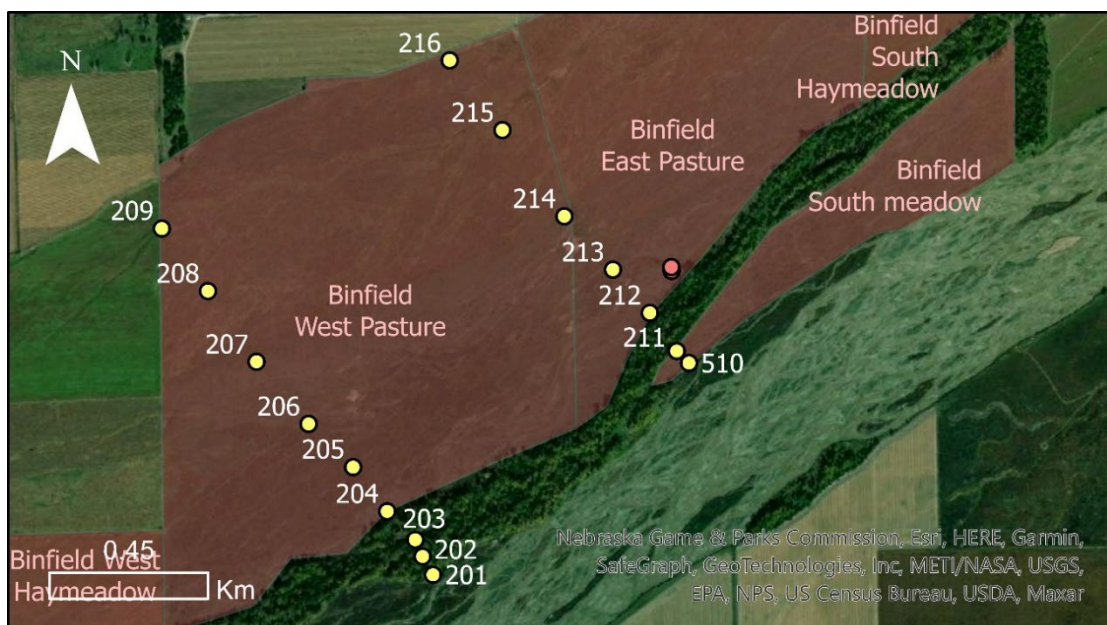 216
Binfield
South
Haymeadow
N
215
Binfield
East Pasture
Binfield
South meadow
209
214
213
208
Binfield
West Pasture
212
211
510
207
206
205
204
203
202
201
Binfield West
Haymeadow
0.45
Km
Nebraska Game & Parks Commission, Esri, HERE, Garmin,
SafeGraph, GeoTechnologies, Inc, METI/NASA, USGS,
EPA, NPS, US Census Bureau, USDA, Maxar